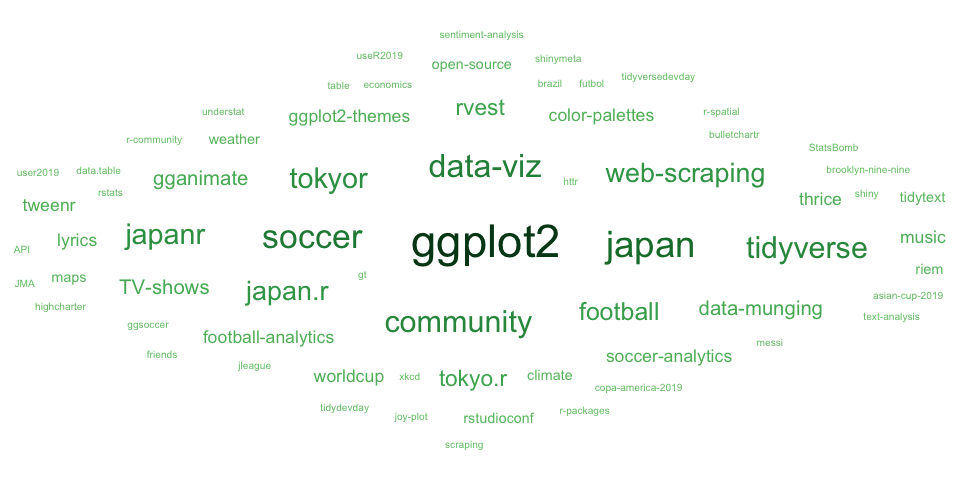 sentiment-analysis
useR2019
open-source
shinymeta
table
economics
brazil
futbol
tidyversedevday
understat
ggplot2-themes
rvest
color-palettes
r-spatial
r-community
weather
bulletchartr
StatsBomb
user2019
data.table
gganimate
tokyor
data-viz
httr
web-scraping
brooklyn-nine-nine
rstats
tweenr
thrice
shiny
tidytext
lyrics
japanr
soccer
ggplot2
japan
tidyverse
music
API
maps
gt
riem
JMA
TV-shows
japan.r
asian-cup-2019
highcharter
community
football
data-munging
text-analysis
ggsoccer
football-analytics
messi
friends
jleague
soccer-analytics
worldcup
xkcd
tokyo.r
climate
copa-america-2019
tidydevday
joy-plot
rstudioconf
r-packages
scraping